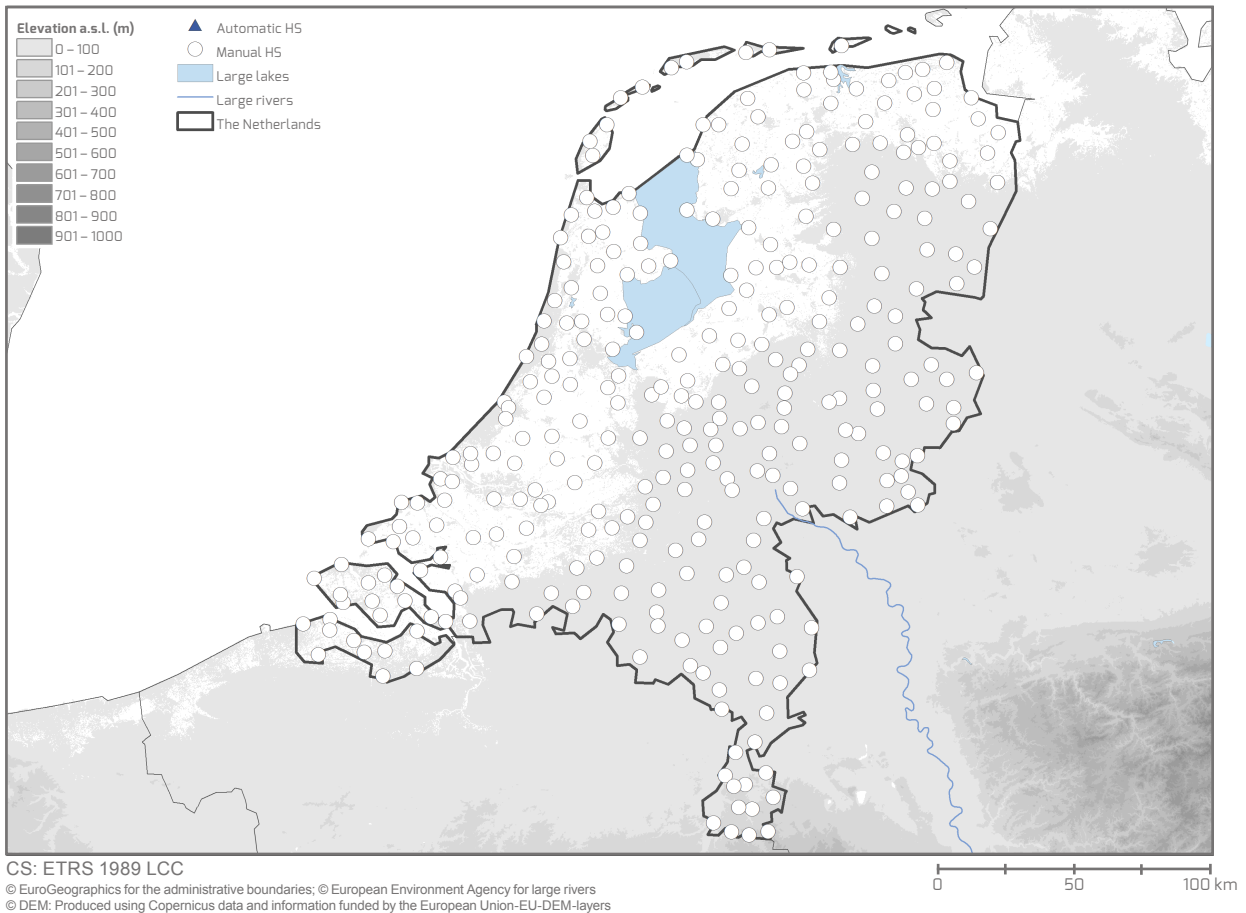 Elevation a.s.l. (m)
0 – 100
101 – 200
201 – 300
301 – 400
401 – 500
501 – 600
601 – 700
701 – 800
801 – 900
901 – 1000
Automatic HS
Manual HS
Large lakes
Large rivers
The Netherlands
CS: ETRS 1989 LCC
© EuroGeographics for the administrative boundaries; © European Environment Agency for large rivers
© DEM: Produced using Copernicus data and information funded by the European Union-EU-DEM-layers
0 50 100 km